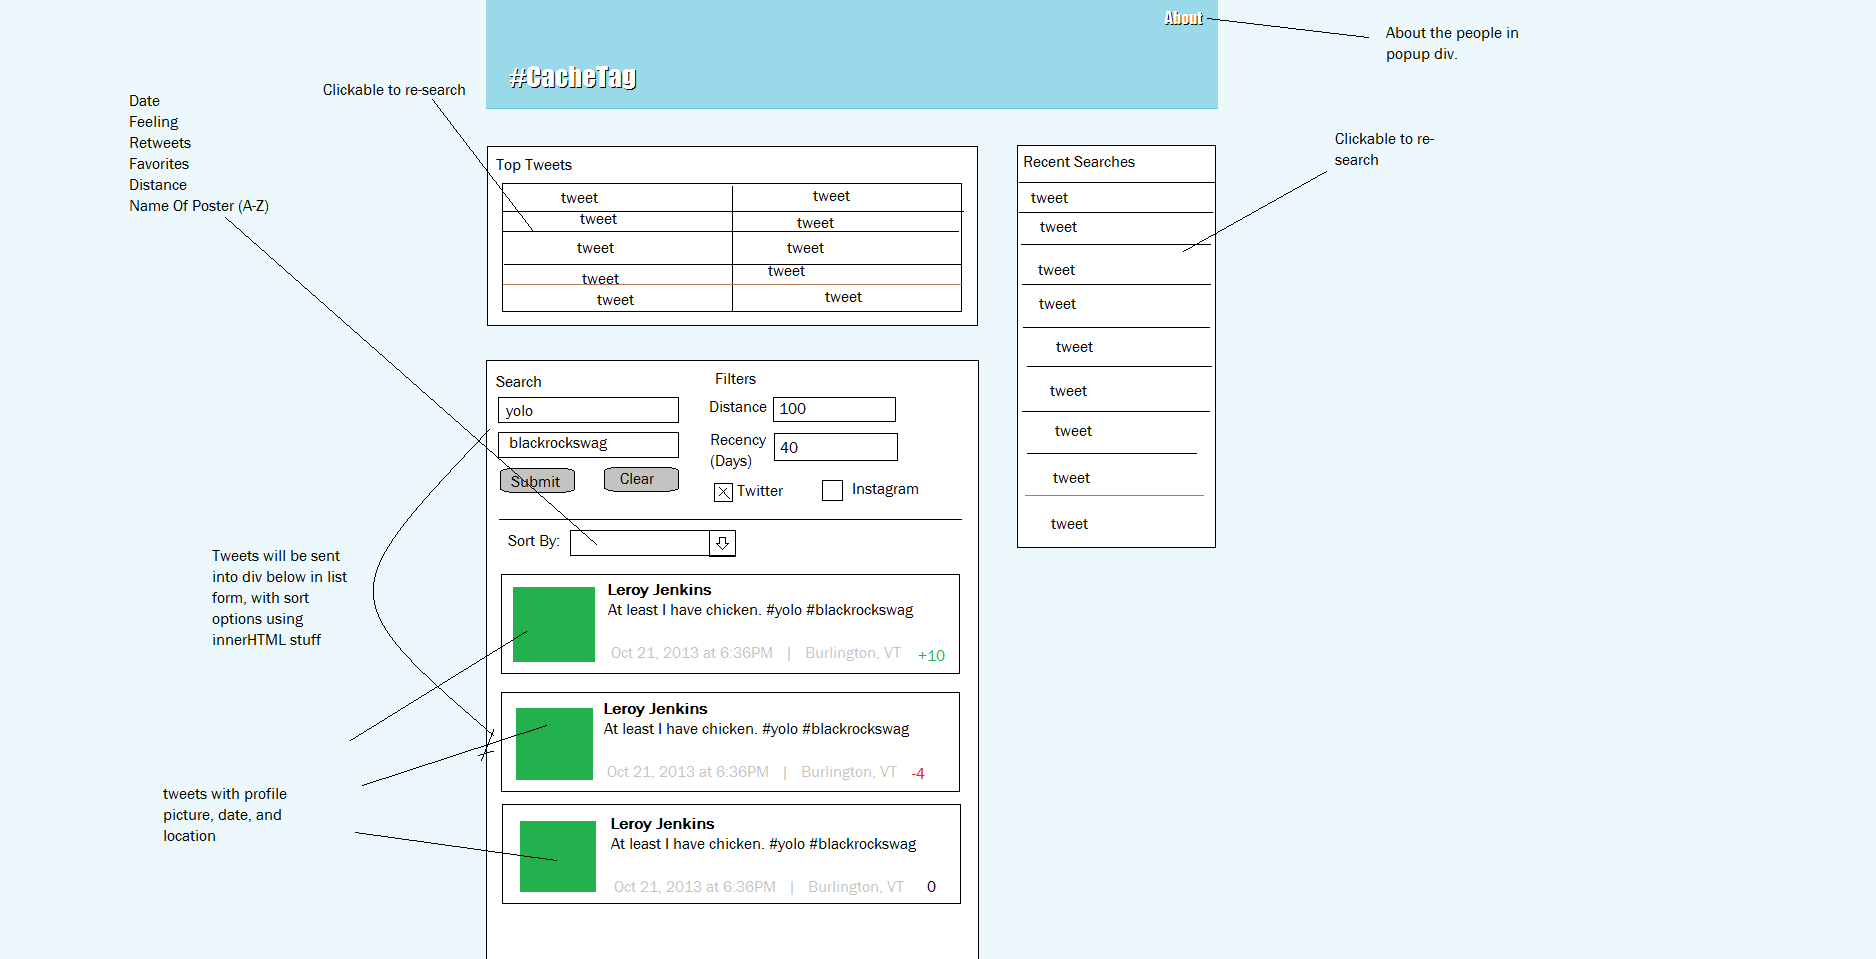 About
#CacheTag
About the people in
popup div.
Clickable to re-search
Date
Feeling
Retweets
Favorites
Distance
Name Of Poster (A-Z)
Clickable to re-
search
Top Tweets
tweet tweet
tweet tweet
tweet tweet
tweet tweet
tweet tweet
Recent Searches
tweet
tweet
tweet
tweet
tweet
tweet
tweet
tweet
tweet
Search
yolo
blackrockswag
Submit Clear
Filters
Distance 100
Recency
(Days) 40
Twitter Instagram
Sort By:
Tweets will be sent
into div below in list
form, with sort
options using
innerHTML stuff
Leroy Jenkins
At least I have chicken. #yolo #blackrockswag
Oct 21, 2013 at 6:36PM | Burlington, VT +10
Leroy Jenkins
At least I have chicken. #yolo #blackrockswag
Oct 21, 2013 at 6:36PM | Burlington, VT -4
tweets with profile
picture, date, and
location
Leroy Jenkins
At least I have chicken. #yolo #blackrockswag
Oct 21, 2013 at 6:36PM | Burlington, VT 0